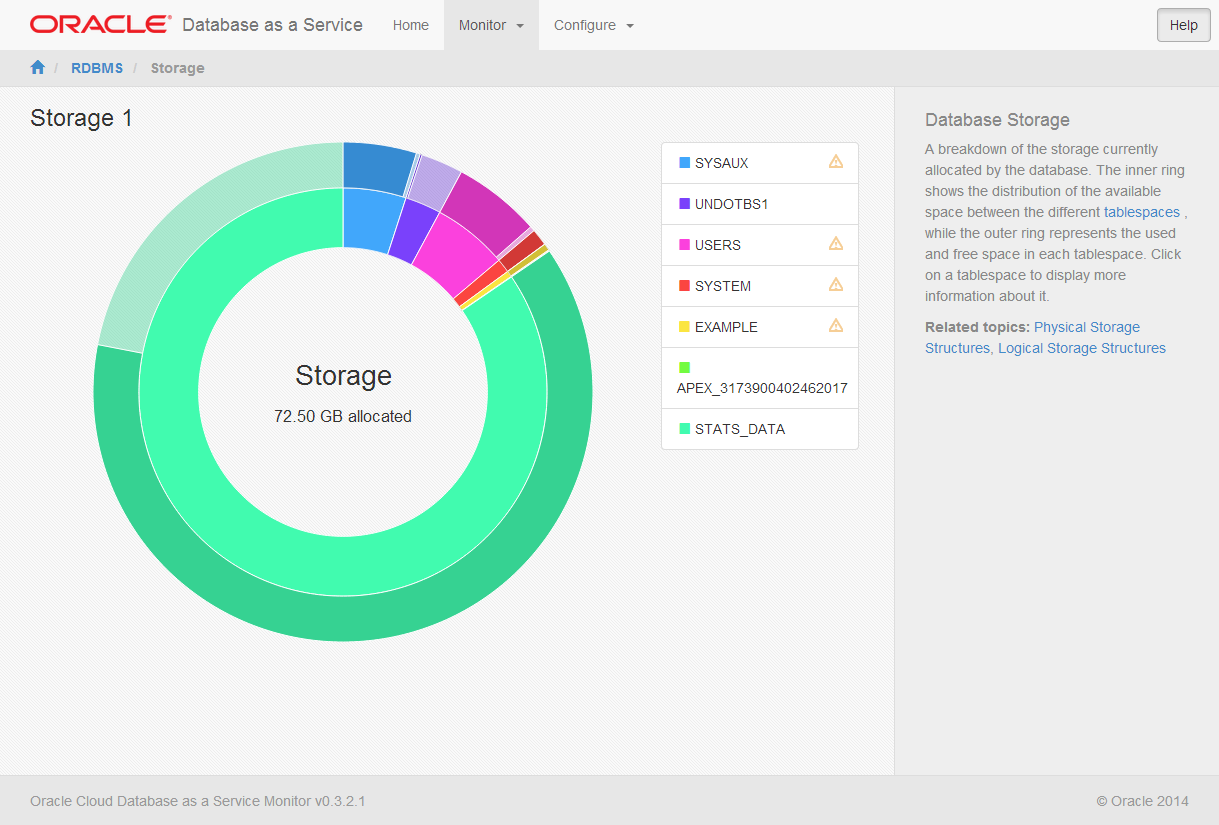 ORACLE® Database as a Service Home Monitor Configure Help
/ RDBMS / Storage
Storage 1
Storage
72.50 GB allocated
SYSAUX
UNDOTBS1
USERS
SYSTEM
EXAMPLE
APEX_3173900402462017
STATS_DATA
Database Storage
A breakdown of the storage currently
allocated by the database. The inner ring
shows the distribution of the available
space between the different tablespaces ,
while the outer ring represents the used
and free space in each tablespace. Click
on a tablespace to display more
information about it.
Related topics: Physical Storage
Structures, Logical Storage Structures
Oracle Cloud Database as a Service Monitor v0.3.2.1
© Oracle 2014